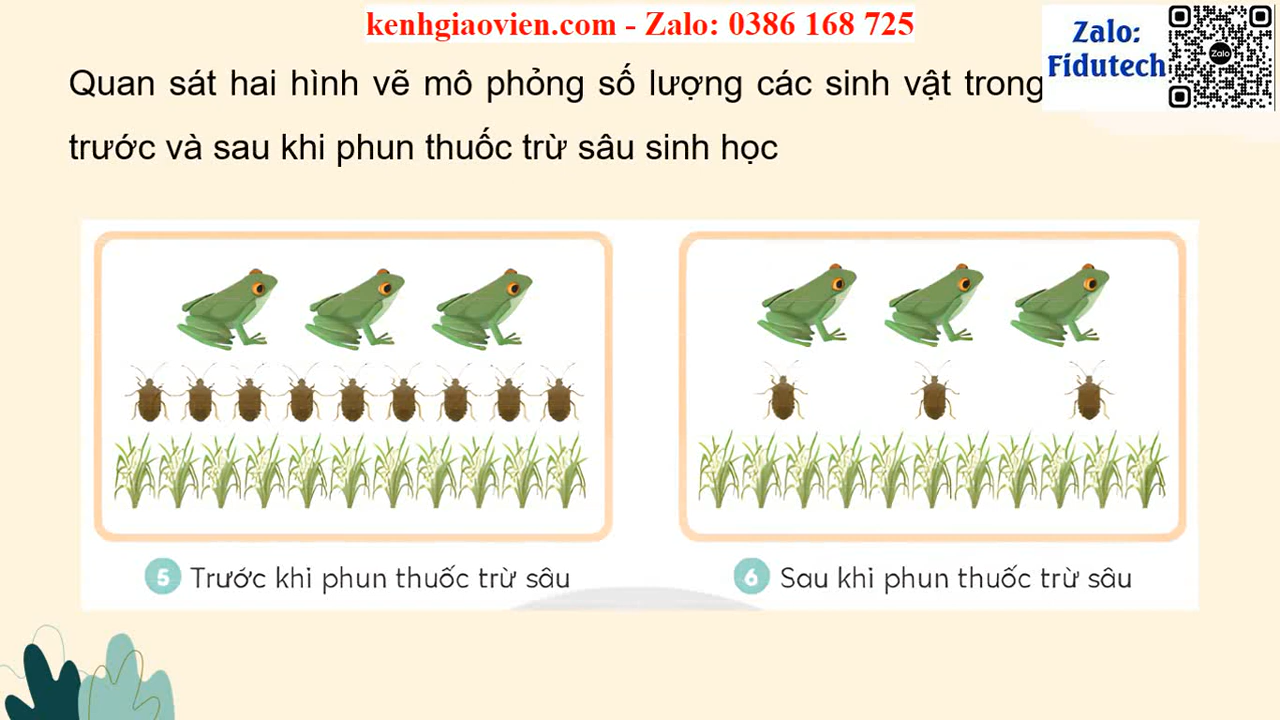 kenhgiaovien.com - Zalo: 0386 168 725
Zalo:
Fidutech
Zalo
Quan sát hai hình vẽ mô phỏng số lượng các sinh vật trong
trước và sau khi phun thuốc trừ sâu sinh học
5 Trước khi phun thuốc trừ sâu
6 Sau khi phun thuốc trừ sâu